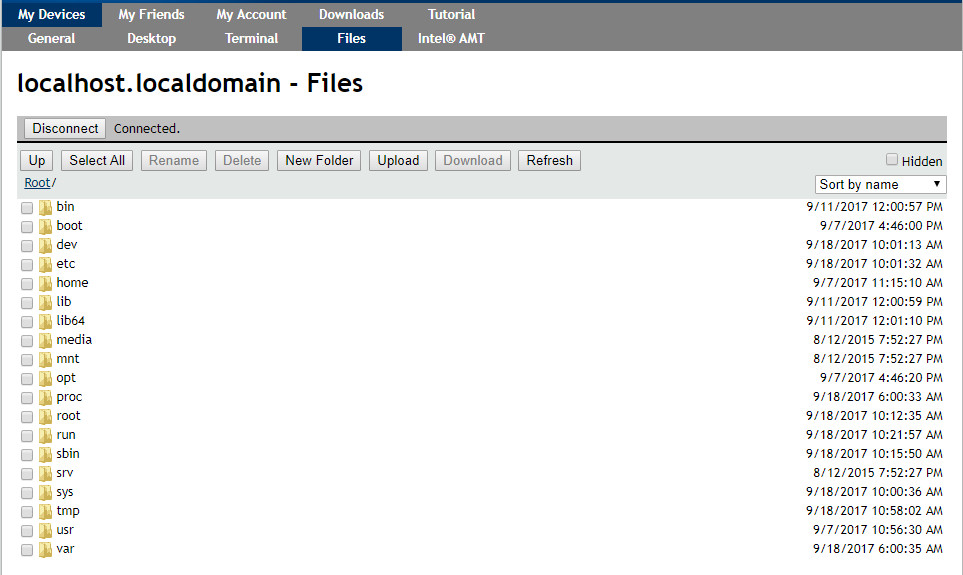 My Devices My Friends My Account Downloads Tutorial
General Desktop Terminal Files Intel® AMT
localhost.localdomain - Files
Disconnect Connected.
Up Select All Rename Delete New Folder Upload Download Refresh Hidden
Root/ Sort by name
bin 9/11/2017 12:00:57 PM
boot 9/7/2017 4:46:00 PM
dev 9/18/2017 10:01:13 AM
etc 9/18/2017 10:01:32 AM
home 9/7/2017 11:15:10 AM
lib 9/11/2017 12:00:59 PM
lib64 9/11/2017 12:01:10 PM
media 8/12/2015 7:52:27 PM
mnt 8/12/2015 7:52:27 PM
opt 9/7/2017 4:46:20 PM
proc 9/18/2017 6:00:33 AM
root 9/18/2017 10:12:35 AM
run 9/18/2017 10:21:57 AM
sbin 9/18/2017 10:15:50 AM
srv 8/12/2015 7:52:27 PM
sys 9/18/2017 10:00:36 AM
tmp 9/18/2017 10:58:02 AM
usr 9/7/2017 10:56:30 AM
var 9/18/2017 6:00:35 AM